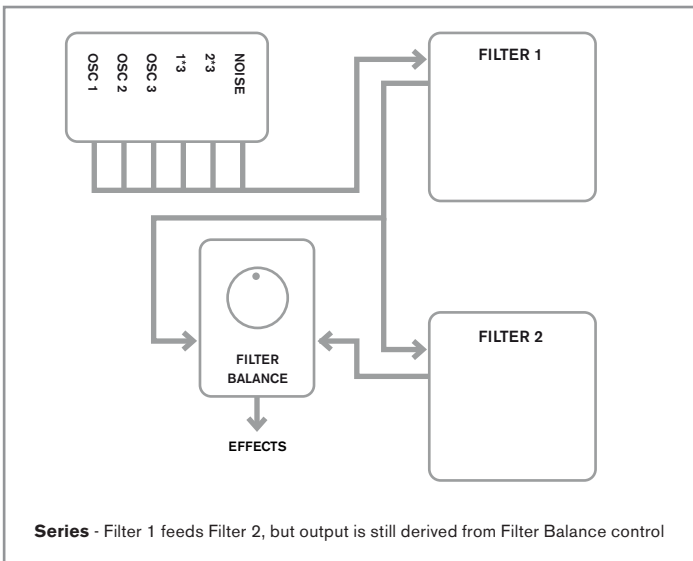 OSC 1
OSC 2
OSC 3
1*3
2*3
NOISE
FILTER 1
FILTER 2
FILTER
BALANCE
EFFECTS
Series - Filter 1 feeds Filter 2, but output is still derived from Filter Balance control